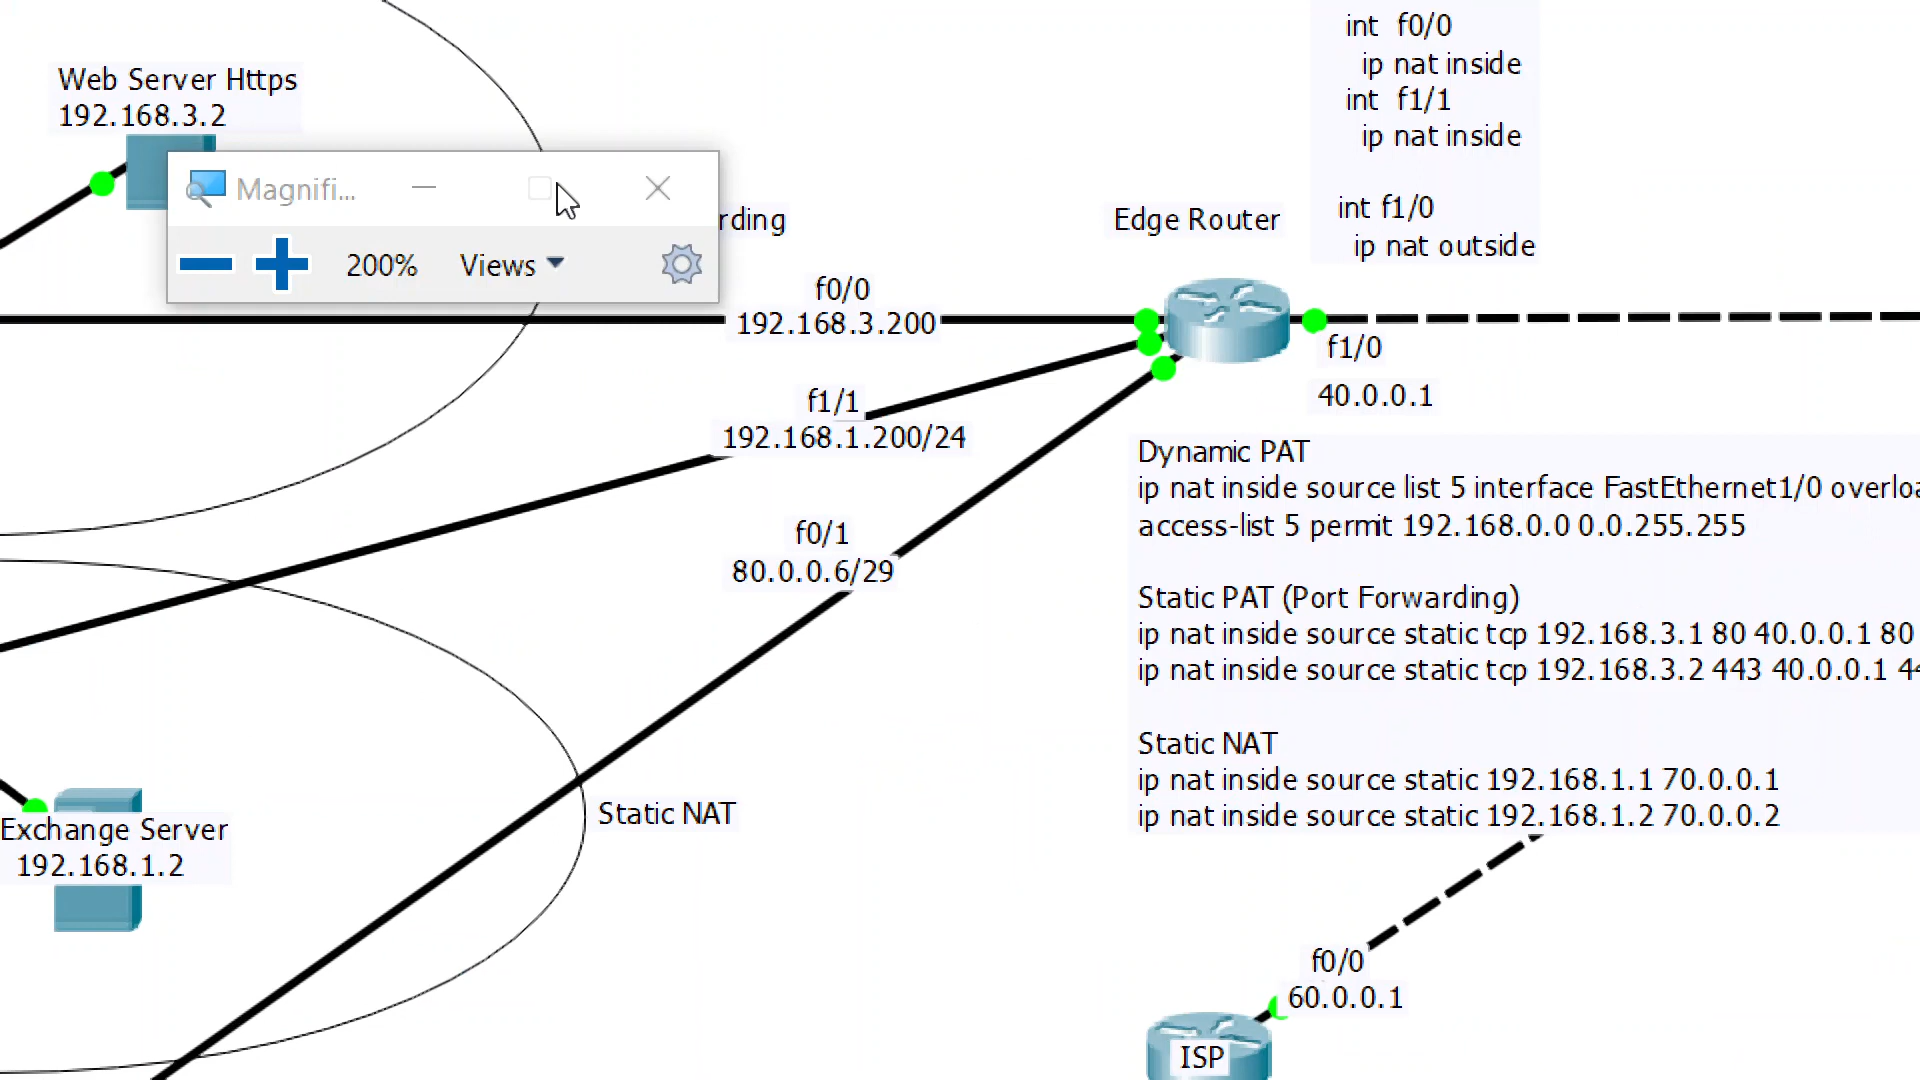 int f0/0
ip nat inside
int f1/1
ip nat inside
int f1/0
ip nat outside
Web Server Https
192.168.3.2
Magnifi...
200%
Views
Edge Router
f0/0
192.168.3.200
f1/0
40.0.0.1
f1/1
192.168.1.200/24
f0/1
80.0.0.6/29
Dynamic PAT
ip nat inside source list 5 interface FastEthernet1/0
access-list 5 permit 192.168.0.0 0.0.255.255
Static PAT (Port Forwarding)
ip nat inside source static tcp 192.168.3.1 80 40.0.0.1 80
ip nat inside source static tcp 192.168.3.2 443 40.0.0.1
Static NAT
ip nat inside source static 192.168.1.1 70.0.0.1
ip nat inside source static 192.168.1.2 70.0.0.2
Static NAT
Exchange Server
192.168.1.2
f0/0
60.0.0.1
ISP